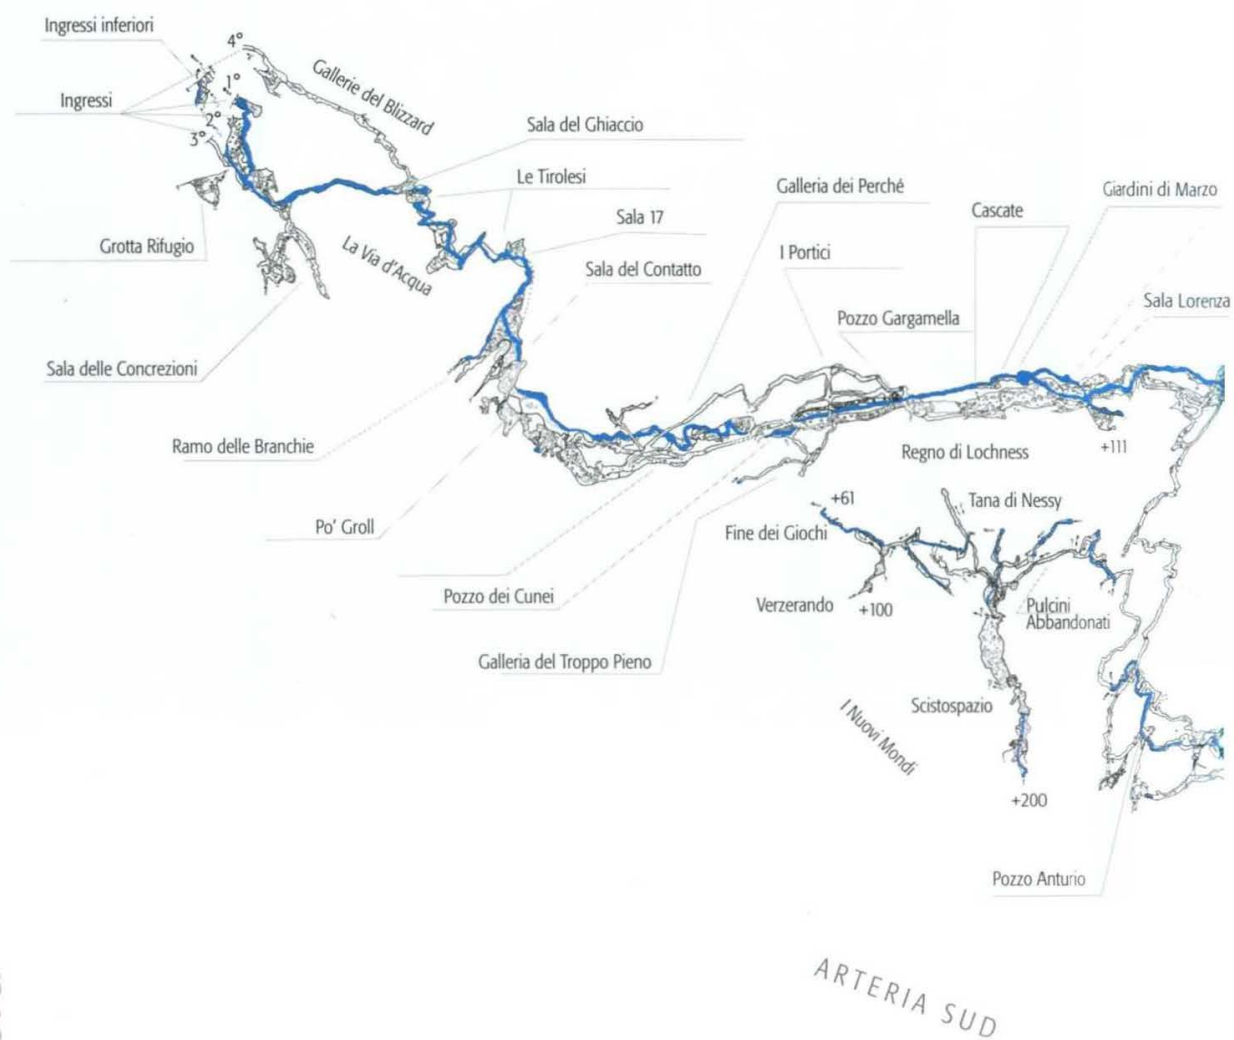 Ingressi inferiori
4°
1°
Gallerie del Blizzard
Ingressi
2°
3°
Sala del Ghiaccio
Le Tirolesi
Galleria dei Perché
Giardini di Marzo
Cascate
Sala 17
Grotta Rifugio
La Via d'Acqua
I Portici
Sala del Contatto
Sala Lorenza
Pozzo Gargamella
Sala delle Concrezioni
Ramo delle Branchie
Regno di Lochness
+111
Po' Groll
+61
Tana di Nessy
Fine dei Giochi
Pozzo dei Cunei
Verzerando
+100
Pulcini
Abbandonati
Galleria del Troppo Pieno
Scistospazio
I Nuovi Mondi
+200
Pozzo Anturio
ARTERIA SUD